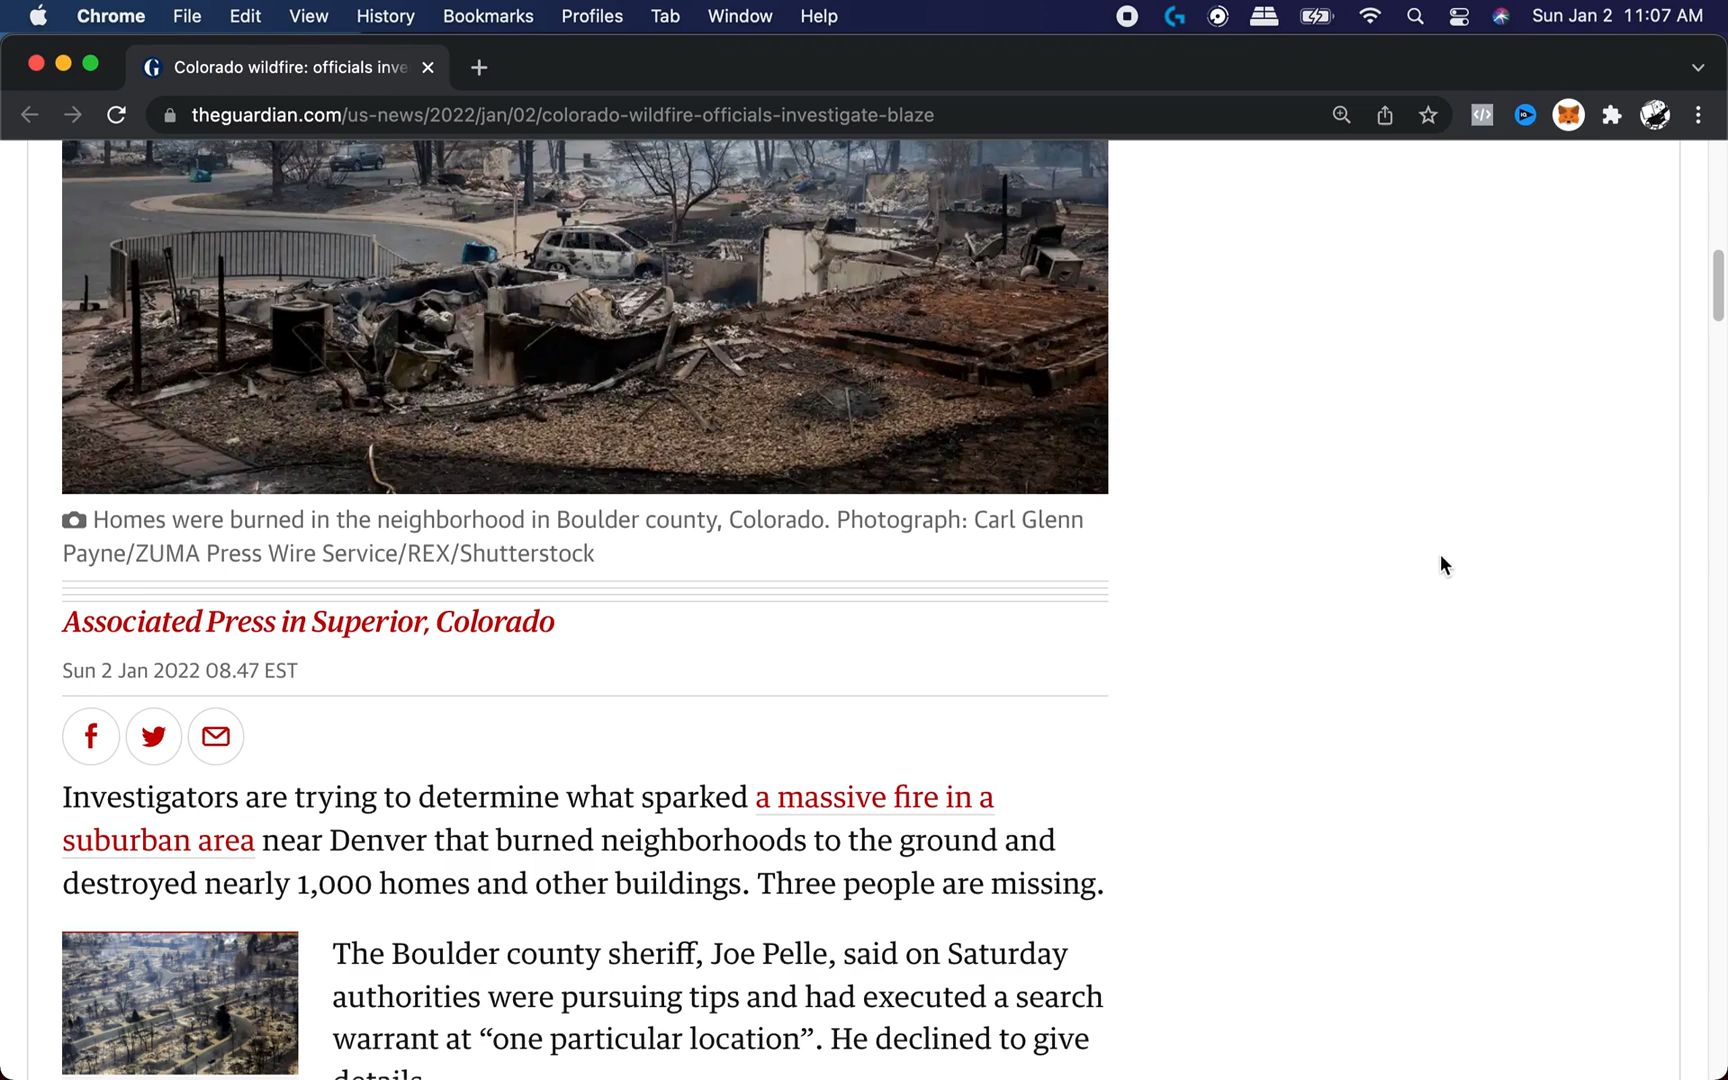 Chrome File Edit View History Bookmarks Profiles Tab Window Help Sun Jan 2 11:07 AM
Colorado wildfire: officials inve
theguardian.com/us-news/2022/jan/02/colorado-wildfire-officials-investigate-blaze
Homes were burned in the neighborhood in Boulder county, Colorado. Photograph: Carl Glenn
Payne/ZUMA Press Wire Service/REX/Shutterstock
Associated Press in Superior, Colorado
Sun 2 Jan 2022 08.47 EST
Investigators are trying to determine what sparked a massive fire in a
suburban area near Denver that burned neighborhoods to the ground and
destroyed nearly 1,000 homes and other buildings. Three people are missing.
The Boulder county sheriff, Joe Pelle, said on Saturday
authorities were pursuing tips and had executed a search
warrant at “one particular location”. He declined to give
details.